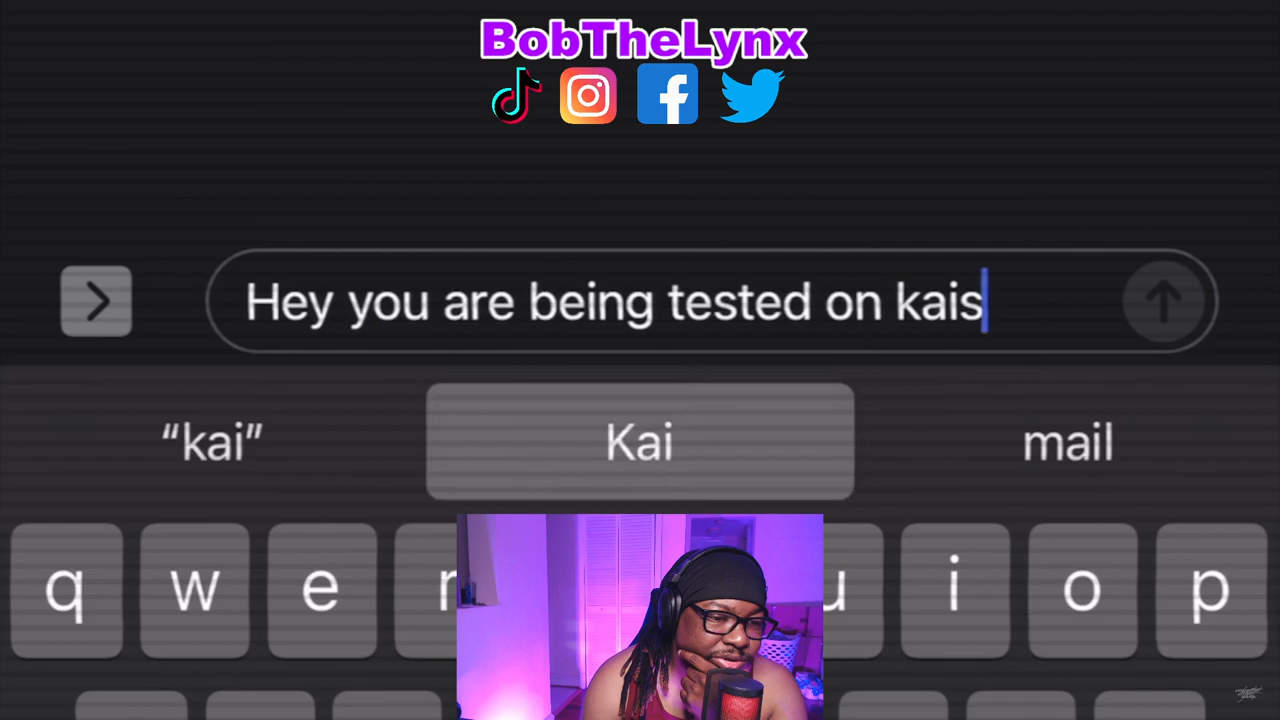 BobTheLynx
Hey you are being tested on kais
“kai” Kai mail
q w e r u i o p